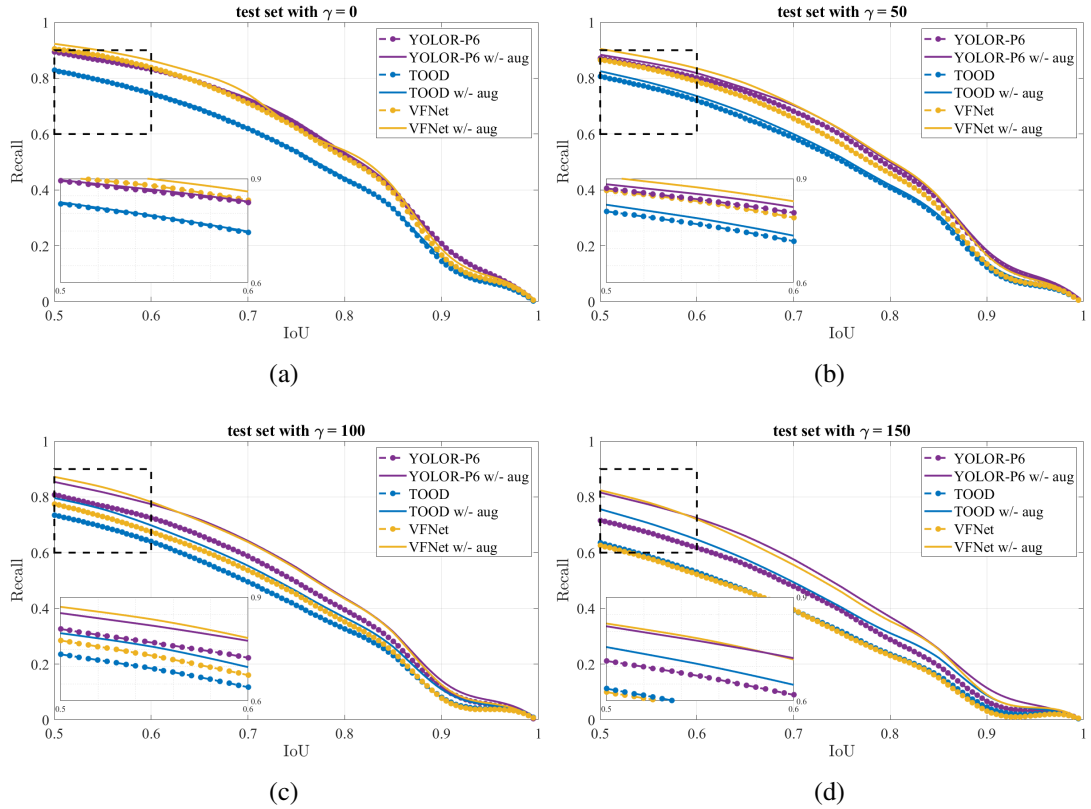 test set with γ = 0
1
0.8
0.6
0.4
0.2
0
Recall
0.5
0.6
0.7
0.8
0.9
1
IoU
YOLOR-P6
YOLOR-P6 w/- aug
TOOD
TOOD w/- aug
VFNet
VFNet w/- aug
0.9
0.6
0.5
0.6
(a)
test set with γ = 50
1
0.8
0.6
0.4
0.2
0
Recall
0.5
0.6
0.7
0.8
0.9
1
IoU
YOLOR-P6
YOLOR-P6 w/- aug
TOOD
TOOD w/- aug
VFNet
VFNet w/- aug
0.9
0.6
0.5
0.6
(b)
test set with γ = 100
1
0.8
0.6
0.4
0.2
0
Recall
0.5
0.6
0.7
0.8
0.9
1
IoU
YOLOR-P6
YOLOR-P6 w/- aug
TOOD
TOOD w/- aug
VFNet
VFNet w/- aug
0.9
0.6
0.5
0.6
(c)
test set with γ = 150
1
0.8
0.6
0.4
0.2
0
Recall
0.5
0.6
0.7
0.8
0.9
1
IoU
YOLOR-P6
YOLOR-P6 w/- aug
TOOD
TOOD w/- aug
VFNet
VFNet w/- aug
0.9
0.6
0.5
0.6
(d)